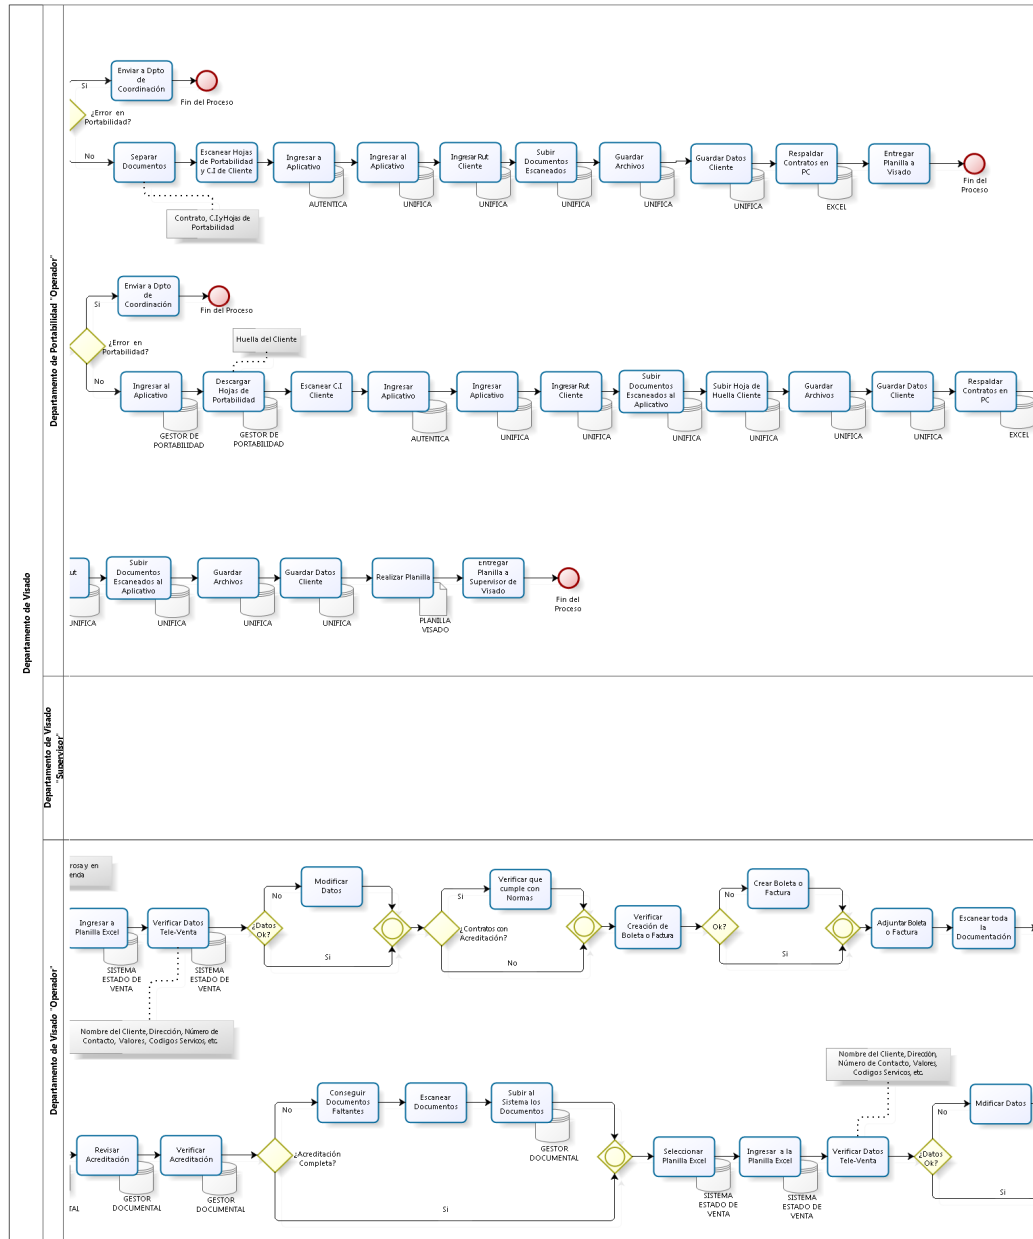 Departamento de Visado
Departamento de Portabilidad "Operador"
Enviar a Dpto
de
Coordinación
Si
Fin del Proceso
¿Error en
Portabilidad?
No
Separar
Documentos
Escanear Hojas
de Portabilidad
y C.I de Cliente
Ingresar a
Aplicativo
Ingresar al
Aplicativo
Ingresar Rut
Cliente
Subir
Documentos
Escaneados
Guardar
Archivos
Guardar Datos
Cliente
Respaldar
Contratos en
PC
Entregar
Planilla a
Visado
Fin del
Proceso
AUTENTICA
UNIFICA
UNIFICA
UNIFICA
UNIFICA
UNIFICA
EXCEL
Contrato, C.I y Hojas de
Portabilidad
Enviar a Dpto
de
Coordinación
Si
Fin del Proceso
¿Error en
Portabilidad?
Huella del Cliente
No
Ingresar al
Aplicativo
Descargar
Hojas de
Portabilidad
Escanear C.I
Cliente
Ingresar
Aplicativo
Ingresar
Aplicativo
Ingresar Rut
Cliente
Subir
Documentos
Escaneados al
Aplicativo
Subir Hoja de
Huella Cliente
Guardar
Archivos
Guardar Datos
Cliente
Respaldar
Contratos en
PC
GESTOR DE
PORTABILIDAD
GESTOR DE
PORTABILIDAD
AUTENTICA
UNIFICA
UNIFICA
UNIFICA
UNIFICA
UNIFICA
UNIFICA
EXCEL
ut
Subir
Documentos
Escaneados al
Aplicativo
Guardar
Archivos
Guardar Datos
Cliente
Realizar Planilla
Entregar
Planilla a
Supervisor de
Visado
Fin del
Proceso
UNIFICA
UNIFICA
UNIFICA
UNIFICA
PLANILLA
VISADO
Departamento de Visado
"Supervisor"
Departamento de Visado "Operador"
rosa y en
enda
Ingresar a
Planilla Excel
Verificar Datos
Tele-Venta
¿Datos
Ok?
No
Modificar
Datos
Si
¿Contratos con
Acreditación?
Si
Verificar que
cumple con
Normas
No
Verificar
Creación de
Boleta o Factura
Ok?
No
Crear Boleta o
Factura
Si
Adjuntar Boleta
o Factura
Escanear toda
la
Documentación
SISTEMA
ESTADO DE
VENTA
SISTEMA
ESTADO DE
VENTA
Nombre del Cliente, Dirección, Número de
Contacto, Valores, Codigos Servicos, etc.
Nombre del Cliente, Dirección,
Número de Contacto, Valores,
Codigos Servicos, etc.
Revisar
Acreditación
Verificar
Acreditación
¿Acreditación
Completa?
No
Conseguir
Documentos
Faltantes
Escanear
Documentos
Subir al
Sistema los
Documentos
GESTOR
DOCUMENTAL
Si
Seleccionar
Planilla Excel
Ingresar a la
Planilla Excel
Verificar Datos
Tele-Venta
¿Datos
Ok?
No
Mdificar Datos
Si
TAL
GESTOR
DOCUMENTAL
GESTOR
DOCUMENTAL
SISTEMA
ESTADO DE
VENTA
SISTEMA
ESTADO DE
VENTA